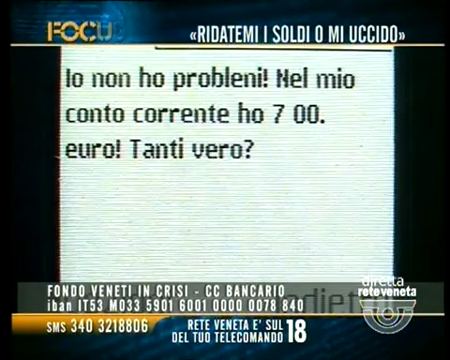 FOCUS
«RIDATEMI I SOLDI O MI UCCIDO»
Io non ho probleni! Nel mio
conto corrente ho 7 00.
euro! Tanti vero?
diretta
reteveneta
FONDO VENETI IN CRISI - CC BANCARIO
iban IT53 M033 5901 6001 0000 0078 840
SMS 340 3218806
RETE VENETA E' SUL
DEL TUO TELECOMANDO
18